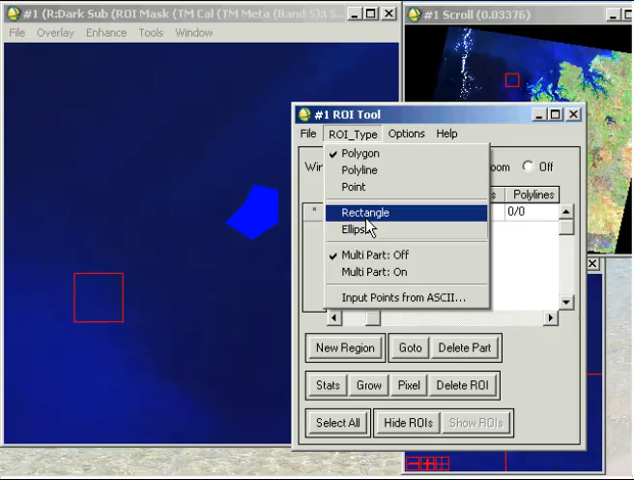 #1 (R:Dark Sub (ROI Mask (TM Cal (TM Meta (Band 5):1 5...
File Overlay Enhance Tools Window
#1 Scroll (0.03376)
#1 ROI Tool
File ROI_Type Options Help
Win
oom Off
Polygon
Polyline
Point
Rectangle
Ellips
Multi Part: Off
Multi Part: On
Input Points from ASCII...
s Polylines
* 0/0
New Region Goto Delete Part
Stats Grow Pixel Delete ROI
Select All Hide ROIs Show ROIs